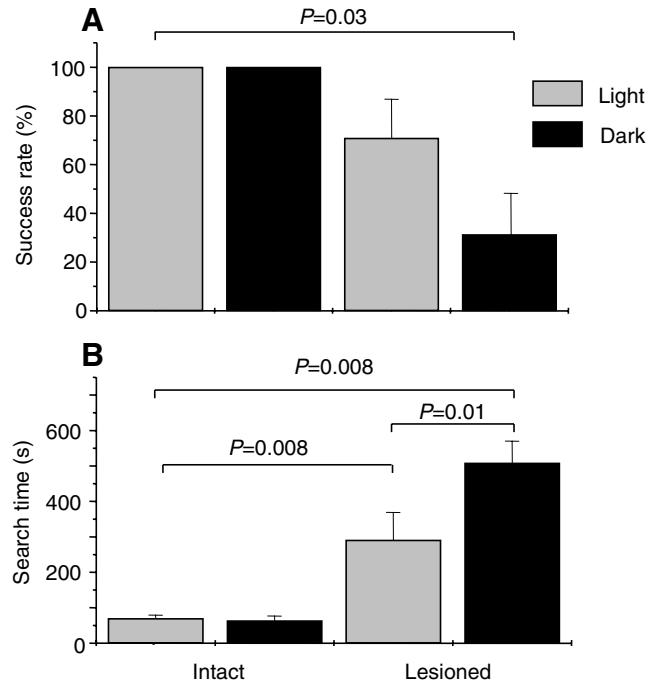 A
P=0.03
100
80
60
40
20
0
Success rate (%)
Light
Dark
B
P=0.008
P=0.01
P=0.008
600
400
200
0
Search time (s)
Intact Lesioned